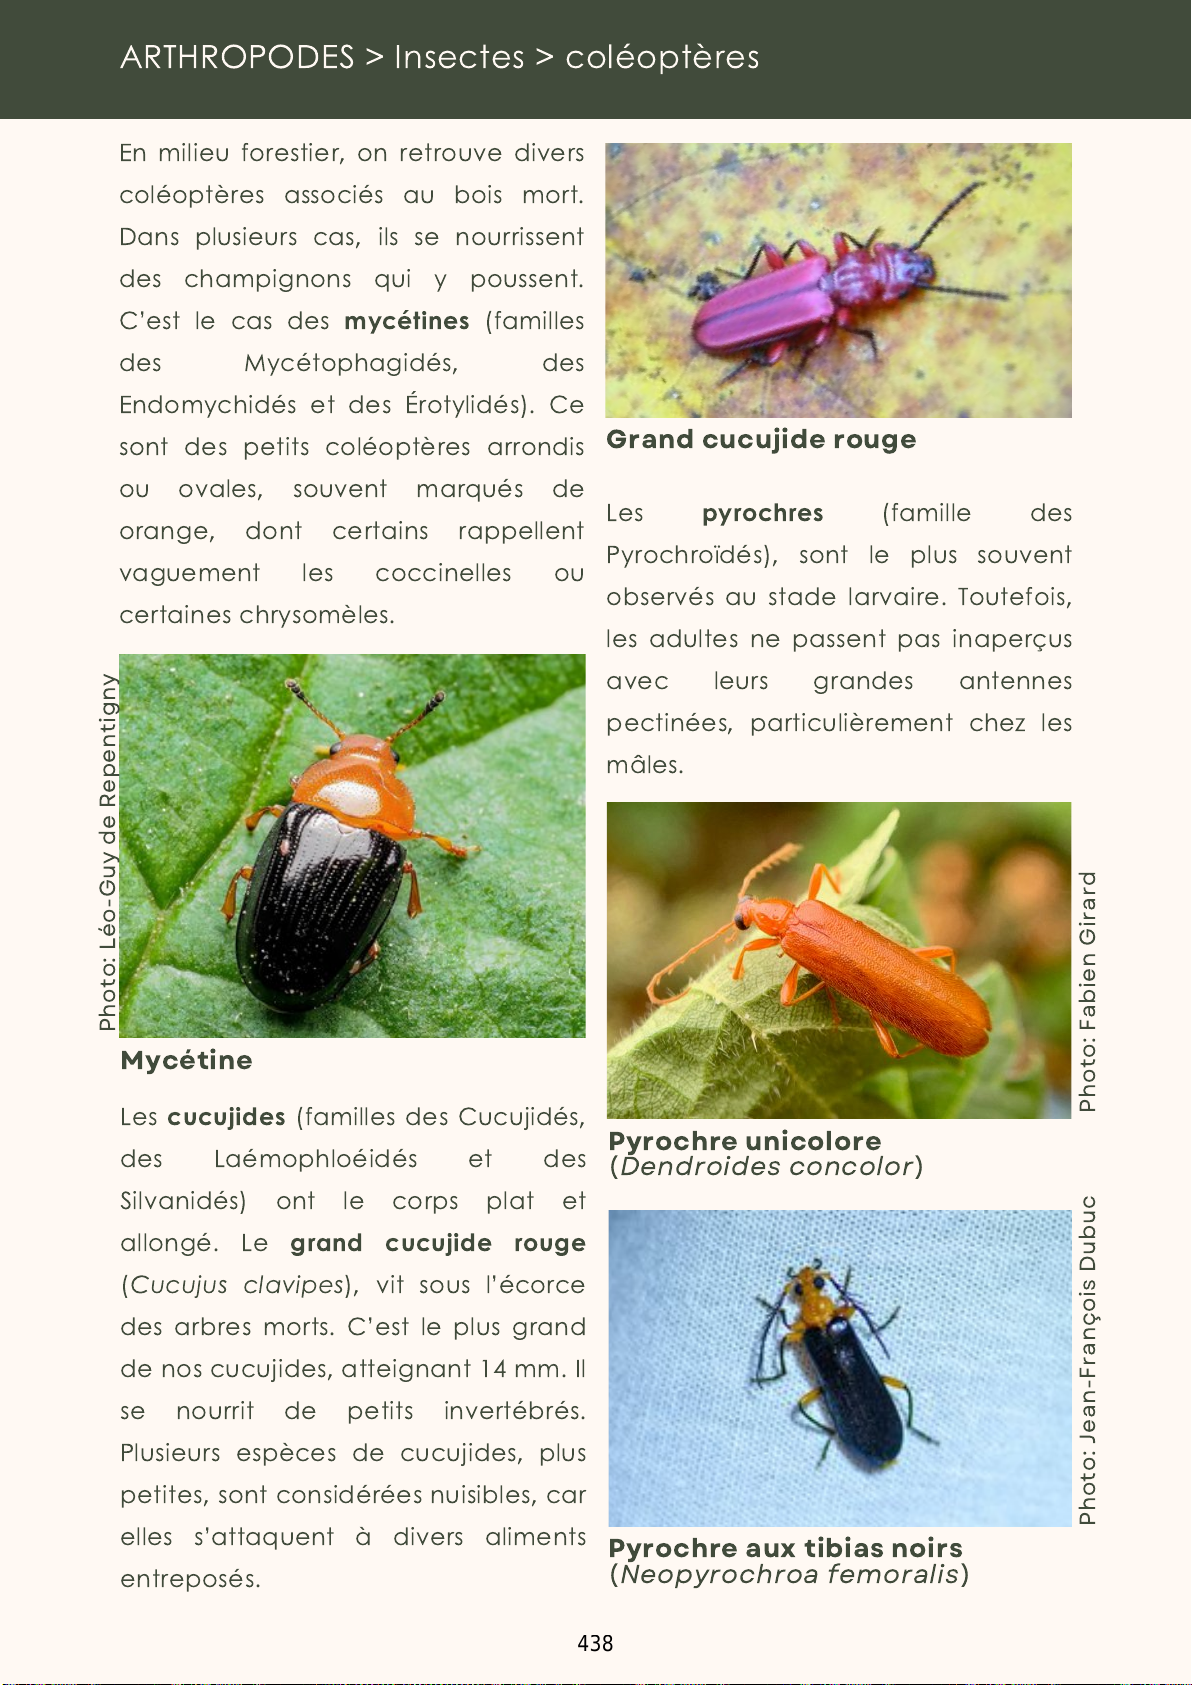 ARTHROPODES > Insectes > coléoptères
En milieu forestier, on retrouve divers
coléoptères associés au bois mort.
Dans plusieurs cas, ils se nourrissent
des champignons qui y poussent.
C’est le cas des mycétines (familles
des Mycétophagidés, des
Endomychidés et des Érotylidés). Ce
sont des petits coléoptères arrondis
ou ovales, souvent marqués de
orange, dont certains rappellent
vaguement les coccinelles ou
certaines chrysomèles.
Photo: Léo-Guy de Repentigny
Mycétine
Les cucujides (familles des Cucujidés,
des Laémophloéidés et des
Silvanidés) ont le corps plat et
allongé. Le grand cucujide rouge
(Cucujus clavipes), vit sous l’écorce
des arbres morts. C’est le plus grand
de nos cucujides, atteignant 14 mm. Il
se nourrit de petits invertébrés.
Plusieurs espèces de cucujides, plus
petites, sont considérées nuisibles, car
elles s’attaquent à divers aliments
entreposés.
Grand cucujide rouge
Les pyrochres (famille des
Pyrochroïdés), sont le plus souvent
observés au stade larvaire. Toutefois,
les adultes ne passent pas inaperçus
avec leurs grandes antennes
pectinées, particulièrement chez les
mâles.
Photo: Fabien Girard
Pyrochre unicolore
(Dendroides concolor)
Photo: Jean-François Dubuc
Pyrochre aux tibias noirs
(Neopyrochroa femoralis)
438